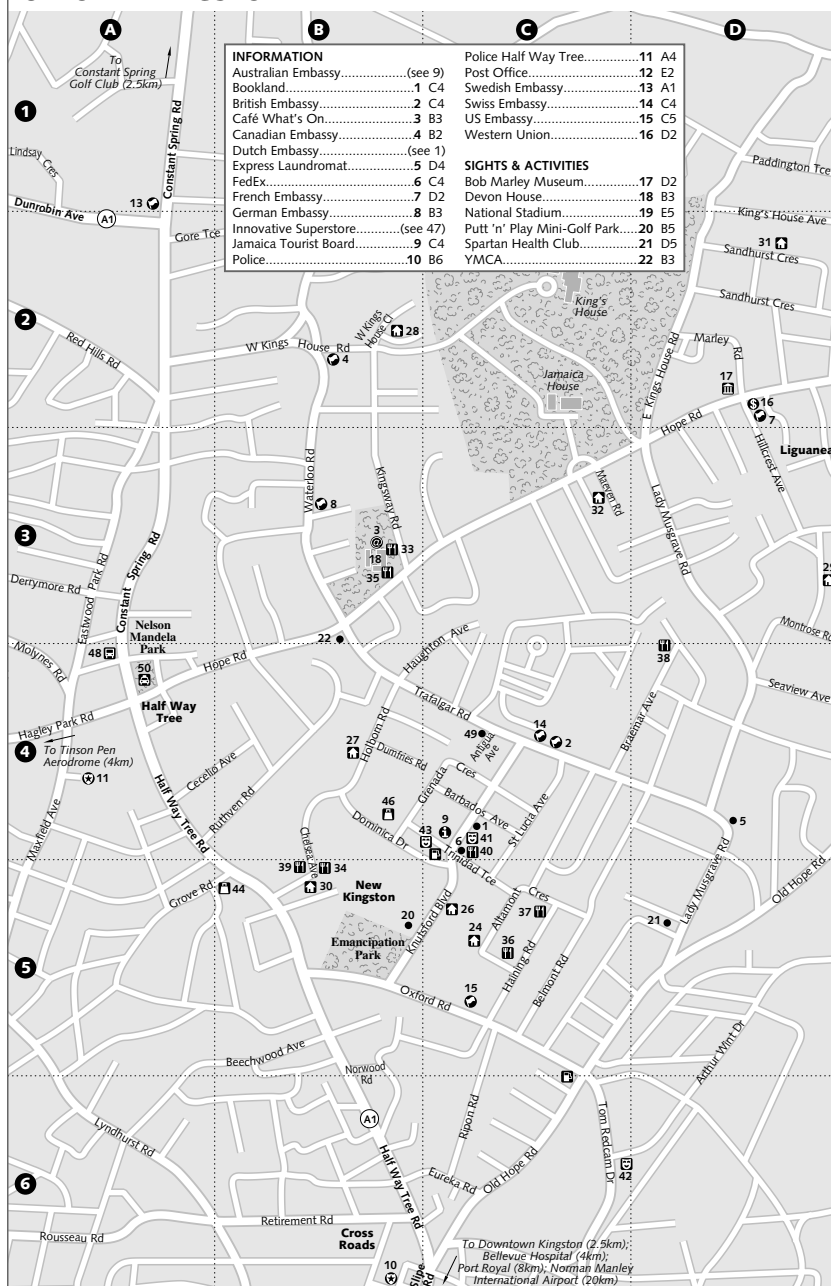 A
B
C
D
To
Constant Spring
Golf Club (2.5km)
INFORMATION
Australian Embassy (see 9)
Bookland 1 C4
British Embassy 2 C4
Café What's On 3 B3
Canadian Embassy 4 B2
Dutch Embassy (see 1)
Express Laundromat 5 D4
FedEx 6 C4
French Embassy 7 D2
German Embassy 8 B3
Innovative Superstore (see 47)
Jamaica Tourist Board 9 C4
Police 10 B6
Police Half Way Tree 11 A4
Post Office 12 E2
Swedish Embassy 13 A1
Swiss Embassy 14 C4
US Embassy 15 C5
Western Union 16 D2
SIGHTS & ACTIVITIES
Bob Marley Museum 17 D2
Devon House 18 B3
National Stadium 19 E5
Putt 'n' Play Mini-Golf Park 20 B5
Spartan Health Club 21 D5
YMCA 22 B3
1
Constant Spring Rd
Lindsay Cres
13
Dunrobin Ave
A1
Gore Tce
Paddington Tce
King's House Ave
31
Sandhurst Cres
Sandhurst Cres
2
Red Hills Rd
W Kings House Rd
W Kings
House Cl
28
4
King's
House
Jamaica
House
E Kings House Rd
Marley Rd
17
16
7
Hope Rd
Liguanea
Hillcrest Ave
3
Waterloo Rd
Kingsway Rd
8
3
33
18
35
Maeven Rd
32
Lady Musgrave Rd
Constant Spring Rd
Eastwood Park Rd
Derrymore Rd
Nelson
Mandela
Park
Molynes Rd
48
50
Hope Rd
22
Haughton Ave
38
Montrose Rd
Seaview Ave
Hagley Park Rd
Half Way
Tree
4
To Tinson Pen
Aerodrome (4km)
11
Maxfield Ave
Cecelio Ave
Ruthven Rd
Half Way Tree Rd
27
Holborn Rd
Dumfries Rd
Trafalgar Rd
49
Antigua
Ave
14
2
Braemar Ave
Grenada Cres
Barbados Ave
St Lucia Ave
46
Dominica Dr
43
9
1
41
6
40
Trinidad Tce
5
Lady Musgrave Rd
Old Hope Rd
Chelsea Ave
39
34
30
Grove Rd
44
New
Kingston
20
Emancipation
Park
Knutsford Blvd
26
24
Altamont Cres
37
36
Haining Rd
Belmont Rd
21
5
15
Oxford Rd
Arthur Wint Dr
Beechwood Ave
Norwood
Rd
A1
Lyndhurst Rd
Ripon Rd
Tom Redcam Dr
42
6
Half Way Tree Rd
Eureka Rd
Old Hope Rd
Retirement Rd
Rousseau Rd
Cross
Roads
10
Slipe
Rd
To Downtown Kingston (2.5km);
Bellevue Hospital (4km);
Port Royal (8km); Norman Manley
International Airport (20km)